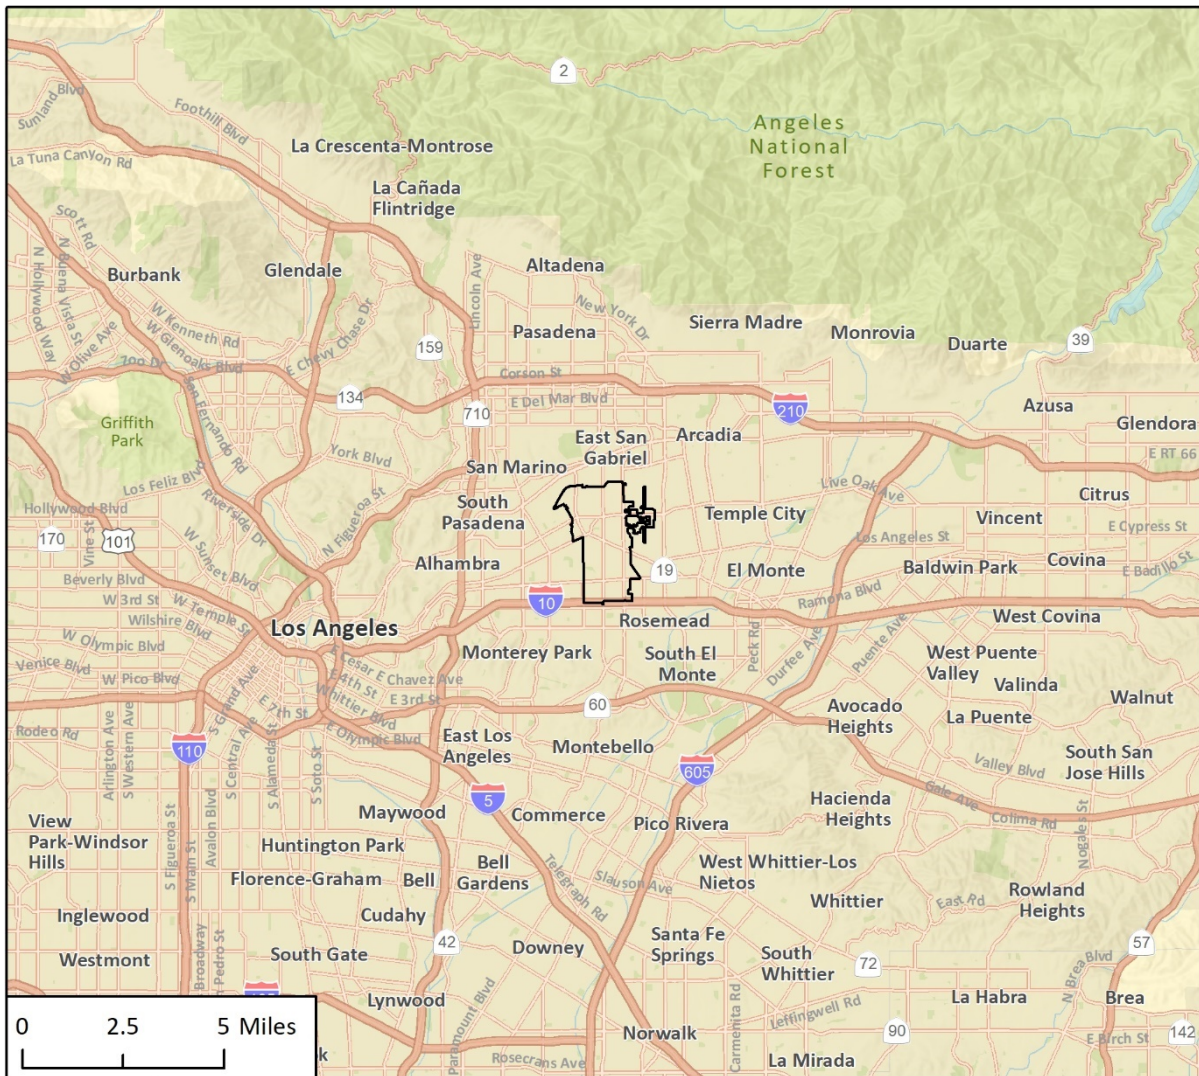 2
Sunland Blvd
Foothill Blvd
Angeles
National
Forest
La Crescenta-Montrose
La Tuna Canyon Rd
La Cañada
Flintridge
Scott Rd
N Hollywood Way
N Buena Vista St
Burbank
Glendale
Lincoln Ave
Altadena
New York Dr
W Kenneth Rd
W Olive Ave
W Glenoaks Blvd
E Chevy Chase Dr
Pasadena
Sierra Madre
Monrovia
Duarte
39
159
San Fernando Rd
Corson St
134
E Del Mar Blvd
210
Azusa
Glendora
710
Griffith
Park
East San
Gabriel
Arcadia
York Blvd
San Marino
E RT 66
Los Feliz Blvd
Live Oak Ave
Citrus
Hollywood Blvd
Riverside Dr
N Figueroa St
South
Pasadena
Temple City
Vincent
E Cypress St
170
Vine St
101
W Sunset Blvd
Los Angeles St
Alhambra
19
El Monte
Baldwin Park
Covina
E Badillo St
Beverly Blvd
W 3rd St
W Temple St
10
Ramona Blvd
Wilshire Blvd
Los Angeles
Rosemead
West Covina
W Olympic Blvd
Venice Blvd
W Pico Blvd
E Cesar E Chavez Ave
E 4th St
E 3rd St
Monterey Park
South El
Monte
Peck Rd
Durfee Ave
Puente Ave
West Puente
Valley
Valinda
Walnut
S Grand Ave
E 7th St
Whittier Blvd
60
Avocado
Heights
La Puente
Rodeo Rd
Arlington Ave
S Western Ave
110
S Central Ave
S Alameda St
S Soto St
E Olympic Blvd
East Los
Angeles
Montebello
605
Valley Blvd
South San
Jose Hills
5
Maywood
Commerce
Pico Rivera
Hacienda
Heights
Gale Ave
Colima Rd
Nogales St
View
Park-Windsor
Hills
S Figueroa St
S Main St
Avalon Blvd
Huntington Park
Florence-Graham
Bell
Bell
Gardens
Telegraph Rd
Slauson Ave
West Whittier-Los
Nietos
Whittier
East Rd
Rowland
Heights
Inglewood
Cudahy
Westmont
Broadway
South Gate
42
Downey
Santa Fe
Springs
South
Whittier
72
57
N Brea Blvd
Lynwood
Paramount Blvd
Carmenita Rd
Leffingwell Rd
La Habra
Brea
0 2.5 5 Miles
Norwalk
90
E Birch St
142
Rosecrans Ave
La Mirada